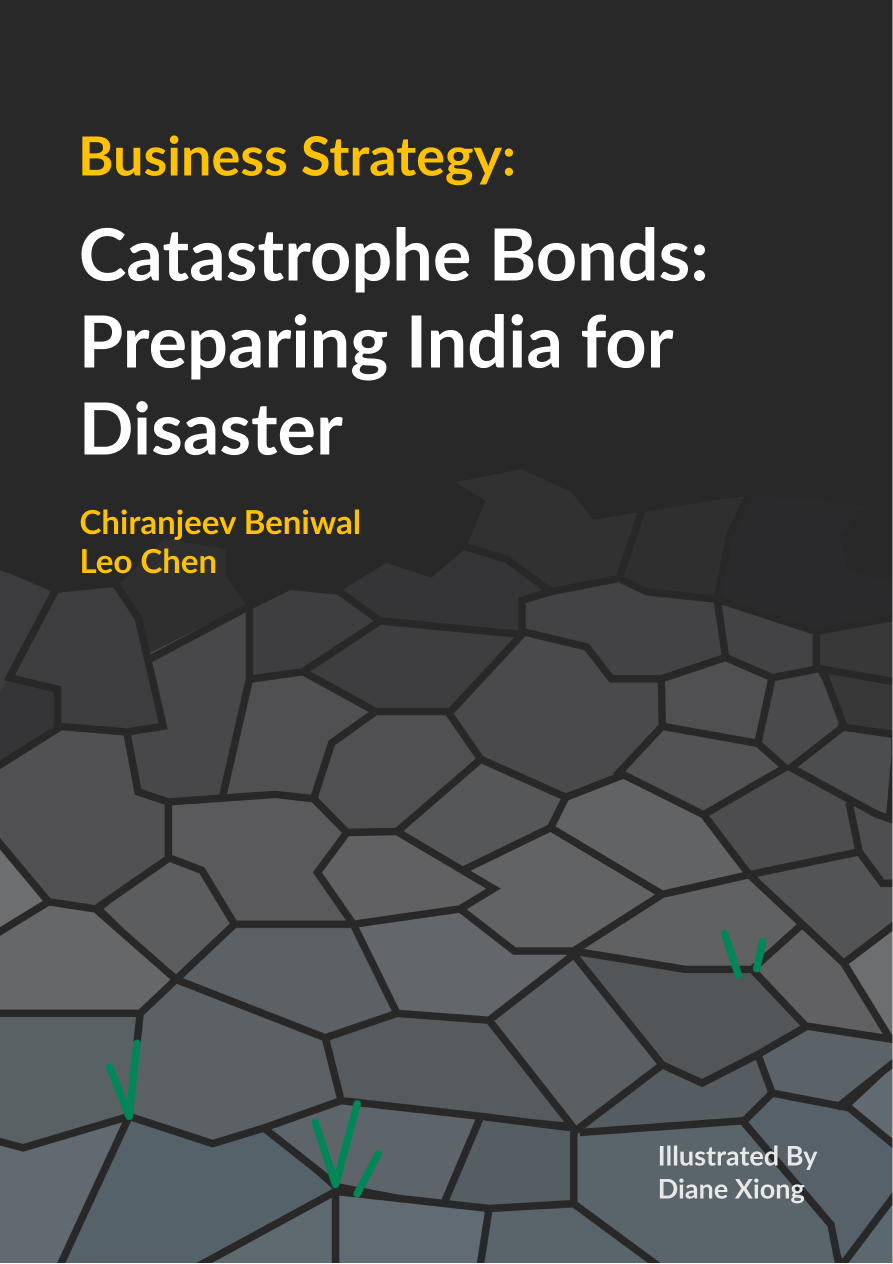 Business Strategy:
Catastrophe Bonds:
Preparing India for
Disaster
Chiranjeev Beniwal
Leo Chen
Illustrated By
Diane Xiong